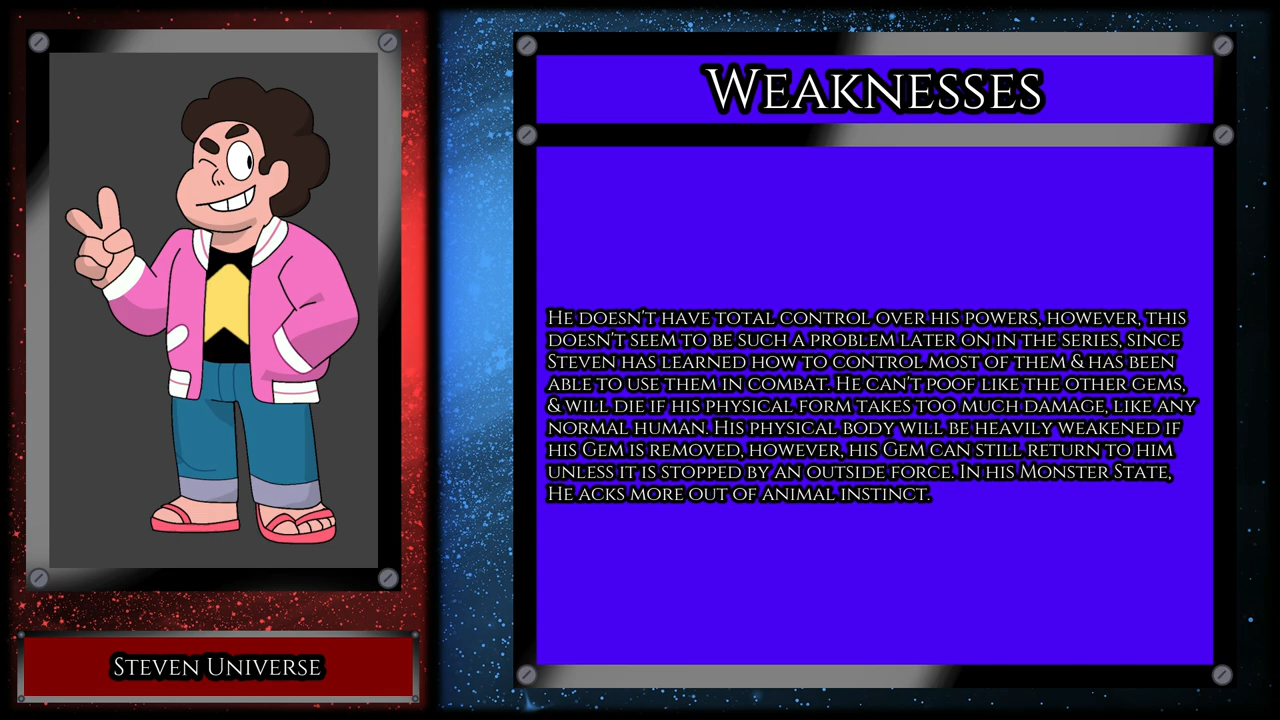 Weaknesses
He doesn't have total control over his powers, however, this
doesn't seem to be such a problem later on in the series, since
Steven has learned how to control most of them & has been
able to use them in combat. He can't poof like the other gems,
& will die if his physical form takes too much damage, like any
normal human. His physical body will be heavily weakened if
his Gem is removed, however, his Gem can still return to him
unless it is stopped by an outside force. In his Monster State,
He acks more out of animal instinct.
Steven Universe